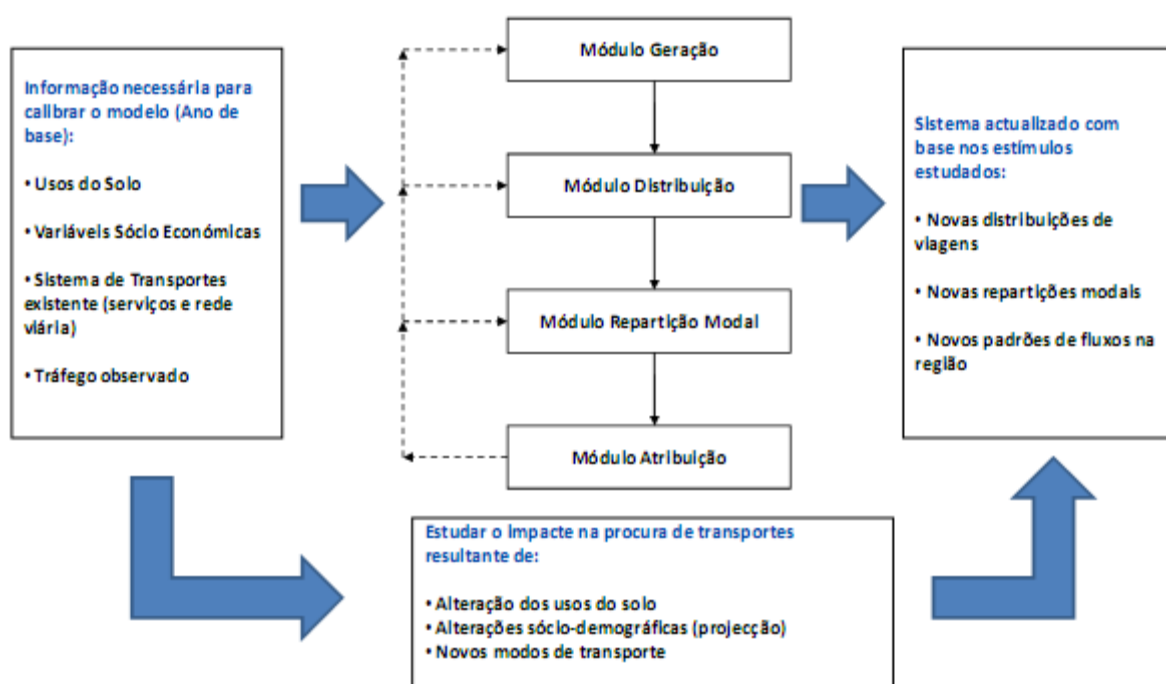 Informação necessária para
calibrar o modelo (Ano de
base):
• Usos do Solo
• Variáveis Sócio Económicas
• Sistema de Transportes
existente (serviços e rede
viária)
• Tráfego observado
Módulo Geração
Módulo Distribuição
Módulo Repartição Modal
Módulo Atribuição
Sistema actualizado com
base nos estímulos
estudados:
• Novas distribuições de
viagens
• Novas repartições modais
• Novos padrões de fluxos na
região
Estudar o impacte na procura de transportes
resultante de:
• Alteração dos usos do solo
• Alterações sócio-demográficas (projecção)
• Novos modos de transporte